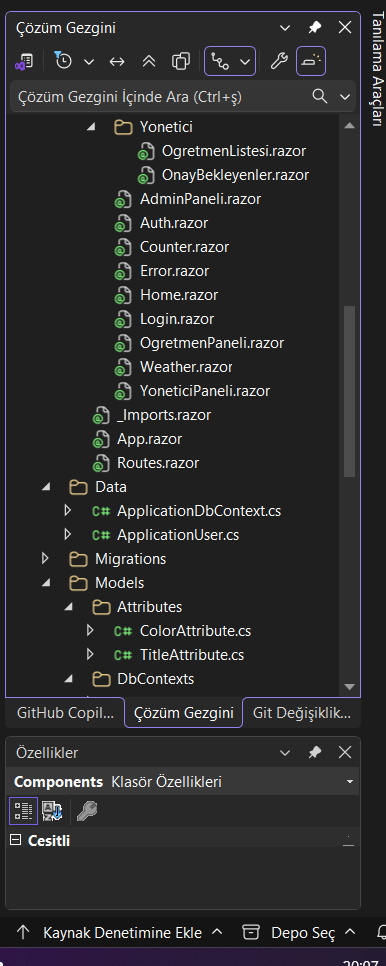 Çözüm Gezgini
Çözüm Gezgini İçinde Ara (Ctrl+ş)
Yonetici
OgretmenListesi.razor
OnayBekleyenler.razor
AdminPaneli.razor
Auth.razor
Counter.razor
Error.razor
Home.razor
Login.razor
OgretmenPaneli.razor
Weather.razor
YoneticiPaneli.razor
_Imports.razor
App.razor
Routes.razor
Data
C# ApplicationDbContext.cs
C# ApplicationUser.cs
Migrations
Models
Attributes
C# ColorAttribute.cs
C# TitleAttribute.cs
DbContexts
GitHub Copil... Çözüm Gezgini Git Değişiklik...
Özellikler
Components Klasör Özellikleri
Cesitli
Kaynak Denetimine Ekle Depo Seç
Tanılama Araçları